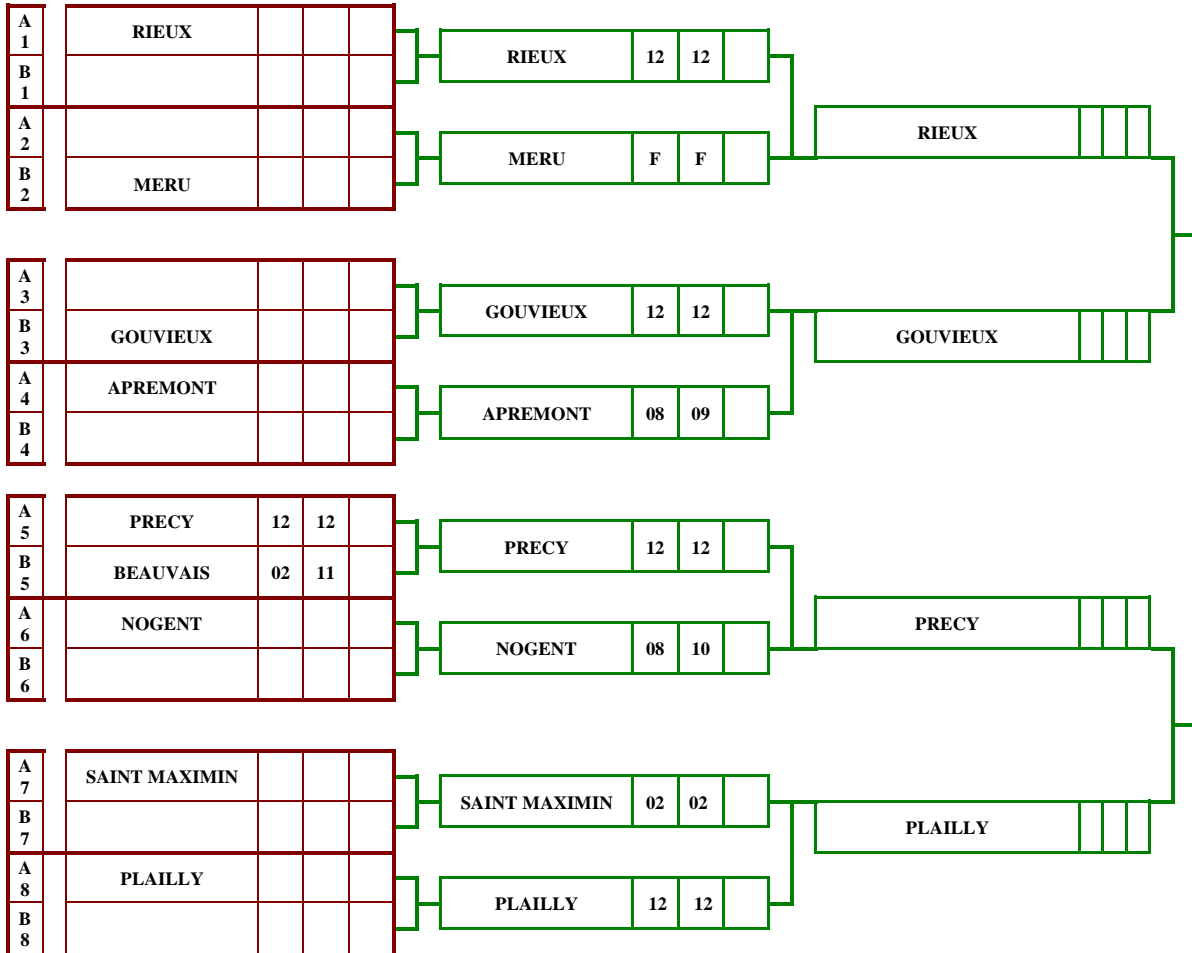 A
1
RIEUX
B
1
RIEUX 12 12
A
2
B
2
MERU
MERU F F
RIEUX
A
3
B
3
GOUVIEUX
GOUVIEUX 12 12
GOUVIEUX
A
4
APREMONT
B
4
APREMONT 08 09
A
5
PRECY 12 12
B
5
BEAUVAIS 02 11
PRECY 12 12
A
6
NOGENT
B
6
NOGENT 08 10
PRECY
A
7
SAINT MAXIMIN
B
7
SAINT MAXIMIN 02 02
PLAILLY
A
8
PLAILLY
B
8
PLAILLY 12 12